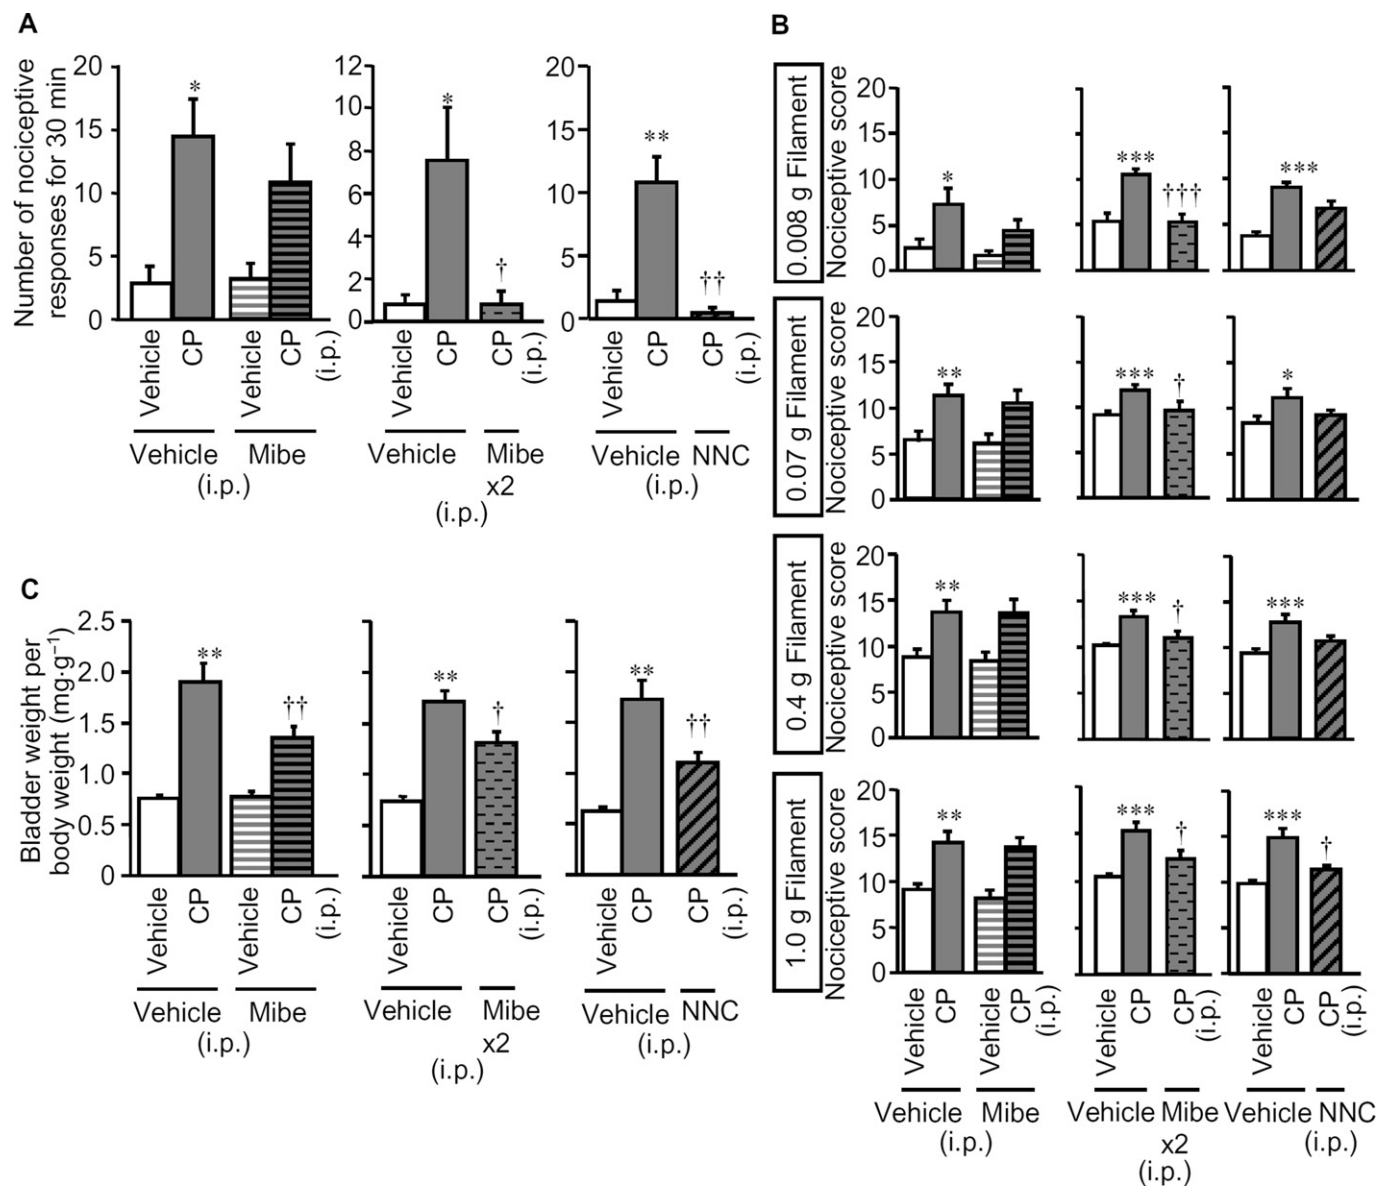 A
Number of nociceptive
responses for 30 min
20
15
10
5
0
*
Vehicle
CP
Vehicle
CP
(i.p.)
Vehicle
Mibe
(i.p.)
12
10
8
6
4
2
0
*
†
Vehicle
CP
CP
(i.p.)
Vehicle
Mibe
x2
(i.p.)
20
15
10
5
0
**
††
Vehicle
CP
CP
(i.p.)
Vehicle
NNC
(i.p.)
B
0.008 g Filament
Nociceptive score
20
15
10
5
0
*
***
†††
***
0.07 g Filament
Nociceptive score
20
15
10
5
0
**
***
†
*
0.4 g Filament
Nociceptive score
20
15
10
5
0
**
***
†
***
1.0 g Filament
Nociceptive score
20
15
10
5
0
**
***
†
***
†
Vehicle
CP
Vehicle
CP
(i.p.)
Vehicle
CP
CP
(i.p.)
Vehicle
CP
CP
(i.p.)
Vehicle
Mibe
(i.p.)
Vehicle
Mibe
x2
(i.p.)
Vehicle
NNC
(i.p.)
C
Bladder weight per
body weight (mg·g⁻¹)
2.5
2.0
1.5
1.0
0.5
0
**
††
Vehicle
CP
Vehicle
CP
(i.p.)
Vehicle
Mibe
(i.p.)
**
†
Vehicle
CP
CP
(i.p.)
Vehicle
Mibe
x2
(i.p.)
**
††
Vehicle
CP
CP
(i.p.)
Vehicle
NNC
(i.p.)